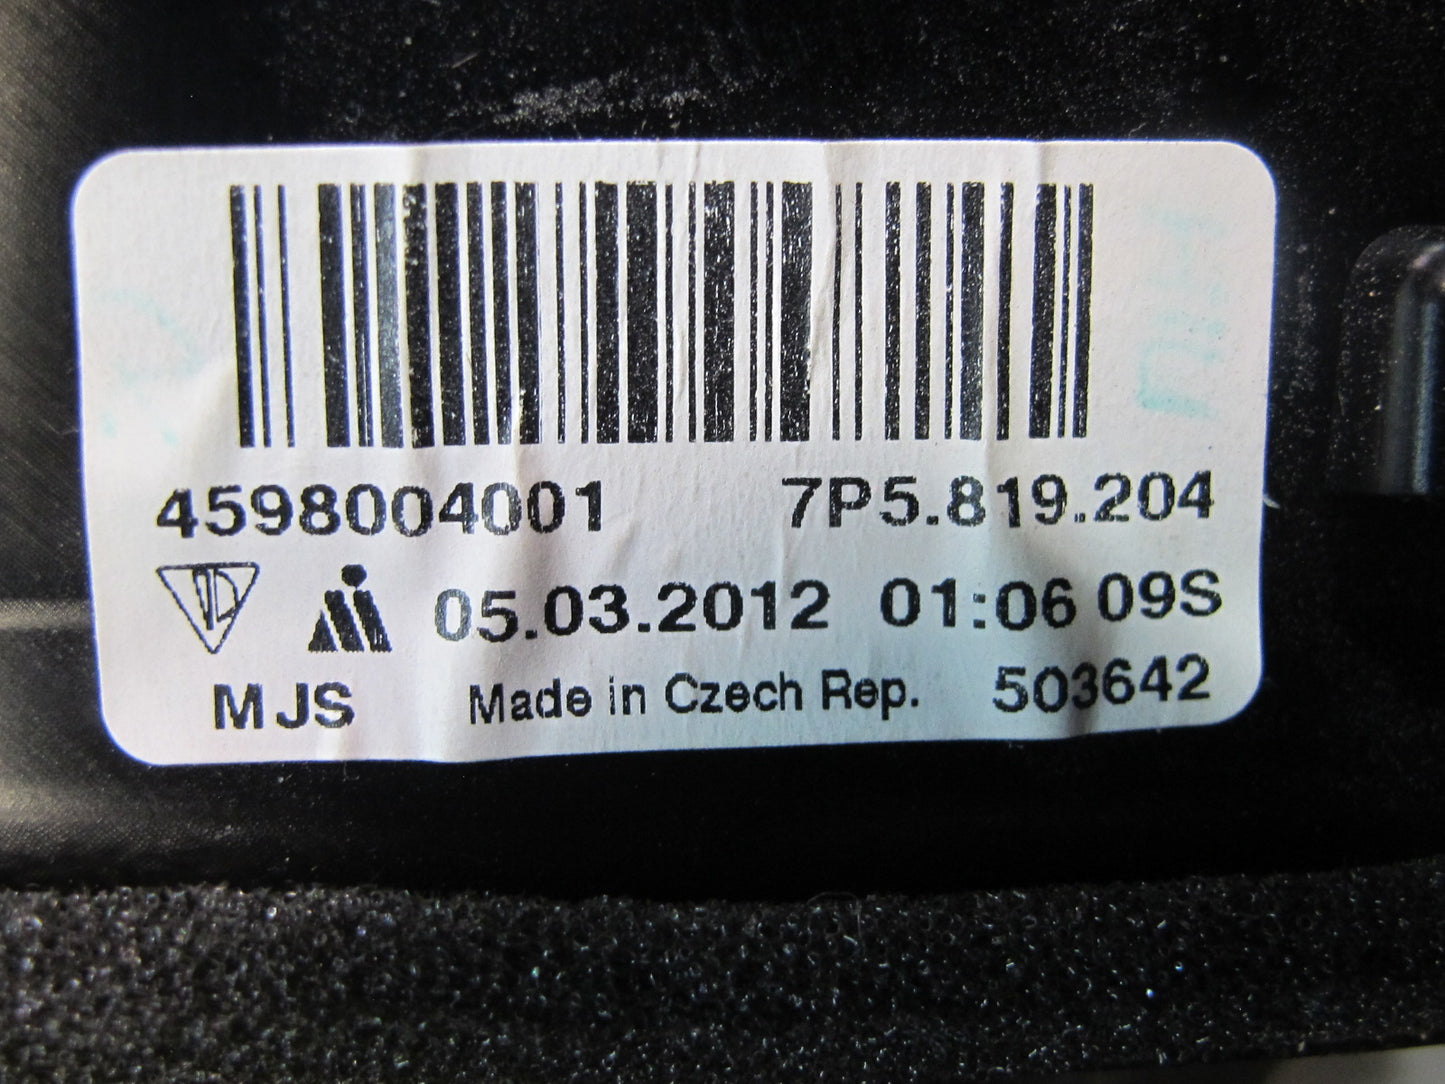 4598004001 7P5.819.204
05.03.2012 01:06 09S
MJS Made in Czech Rep. 503642